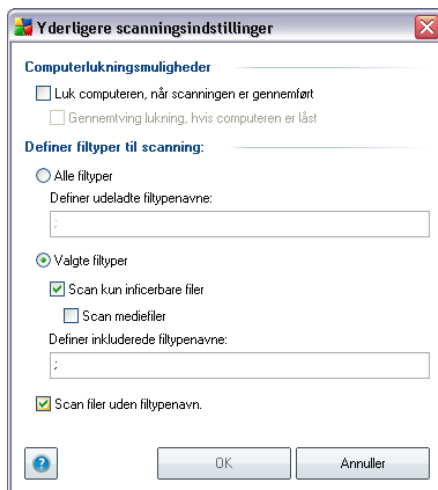 Yderligere scanningsindstillinger
Computerlukningsmuligheder
Luk computeren, når scanningen er gennemført
Gennemtving lukning, hvis computeren er låst
Definer filtyper til scanning:
Alle filtyper
Definer udeladte filtypenavne:
;
Valgte filtyper
Scan kun inficerbare filer
Scan mediefiler
Definer inkluderede filtypenavne:
;
Scan filer uden filtypenavn.
?
OK
Annuller